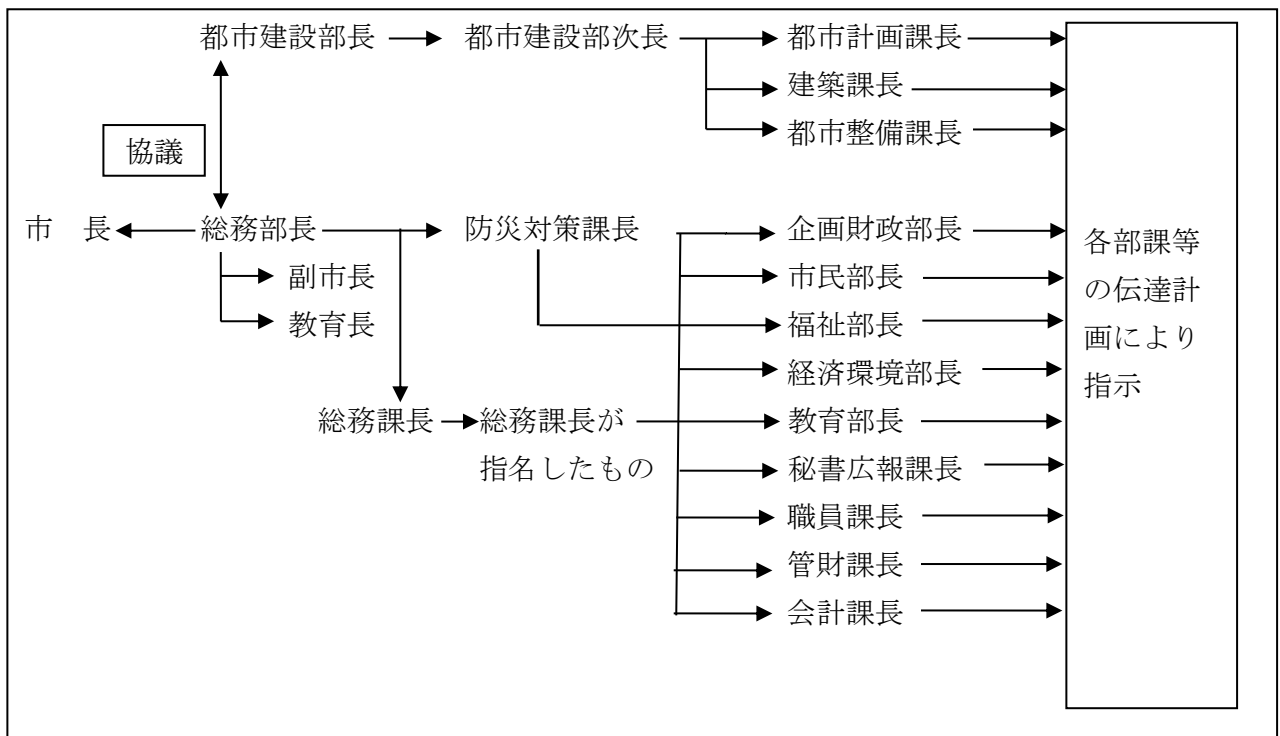 都市建設部長 都市建設部次長 都市計画課長
建築課長
都市整備課長
協議
市　長 総務部長 防災対策課長 企画財政部長
副市長 市民部長
教育長 福祉部長
経済環境部長
総務課長 総務課長が 教育部長
指名したもの 秘書広報課長
職員課長
管財課長
会計課長
各部課等
の伝達計
画により
指示